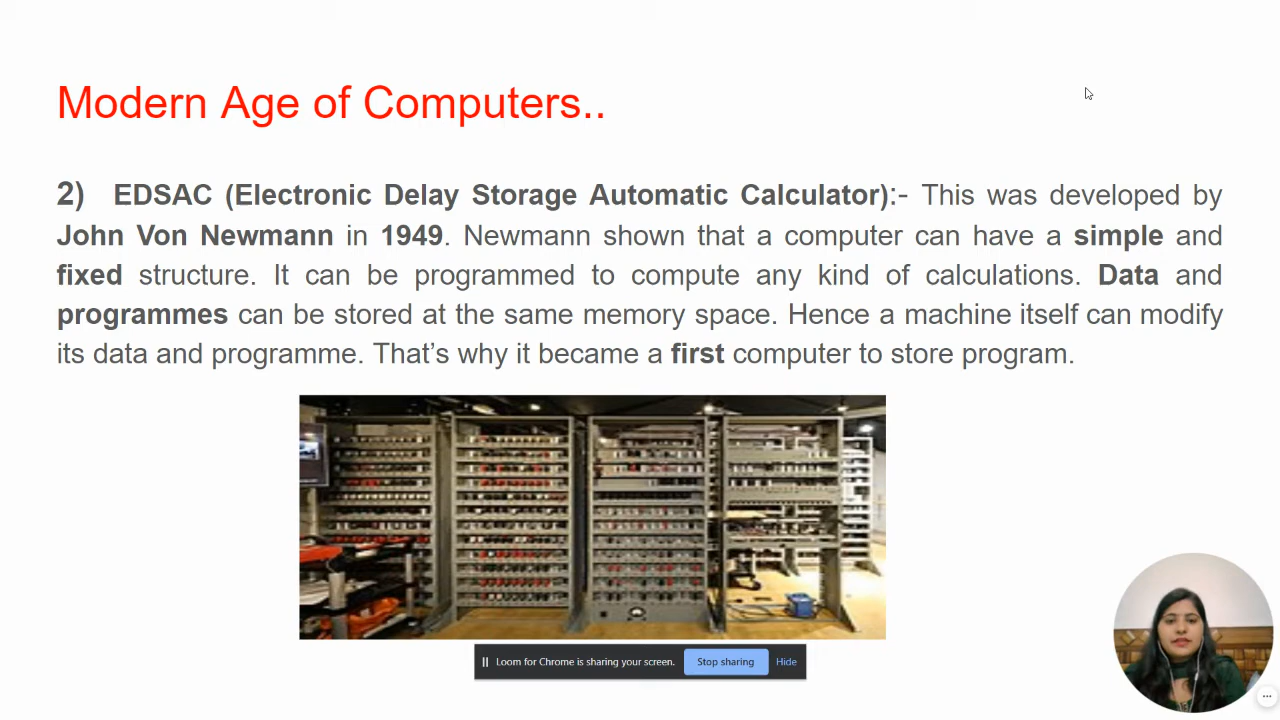 Modern Age of Computers..
2) EDSAC (Electronic Delay Storage Automatic Calculator):- This was developed by
John Von Newmann in 1949. Newmann shown that a computer can have a simple and
fixed structure. It can be programmed to compute any kind of calculations. Data and
programmes can be stored at the same memory space. Hence a machine itself can modify
its data and programme. That’s why it became a first computer to store program.
Loom for Chrome is sharing your screen. Stop sharing Hide